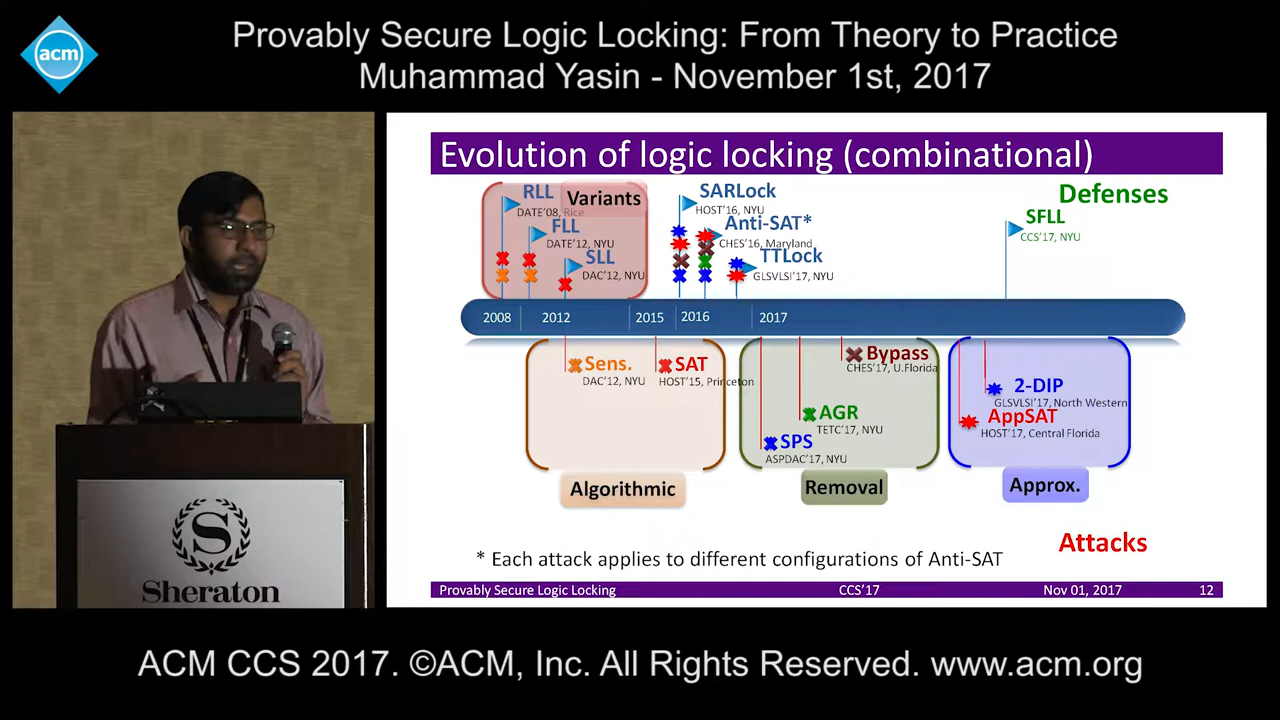 acm
Provably Secure Logic Locking: From Theory to Practice
Muhammad Yasin - November 1st, 2017
Evolution of logic locking (combinational)
RLL
DATE'08, Rice
Variants
FLL
DATE'12, NYU
SLL
DAC'12, NYU
SARLock
HOST'16, NYU
Anti-SAT*
CHES'16, Maryland
TTLock
GLSVLSI'17, NYU
Defenses
SFLL
CCS'17, NYU
2008
2012
2015
2016
2017
Sens.
DAC'12, NYU
SAT
HOST'15, Princeton
Algorithmic
Bypass
CHES'17, U.Florida
AGR
TETC'17, NYU
SPS
ASPDAC'17, NYU
Removal
2-DIP
GLSVLSI'17, North Western
AppSAT
HOST'17, Central Florida
Approx.
Attacks
* Each attack applies to different configurations of Anti-SAT
Provably Secure Logic Locking
CCS'17
Nov 01, 2017
12
S
Sheraton
ACM CCS 2017. ©ACM, Inc. All Rights Reserved. www.acm.org